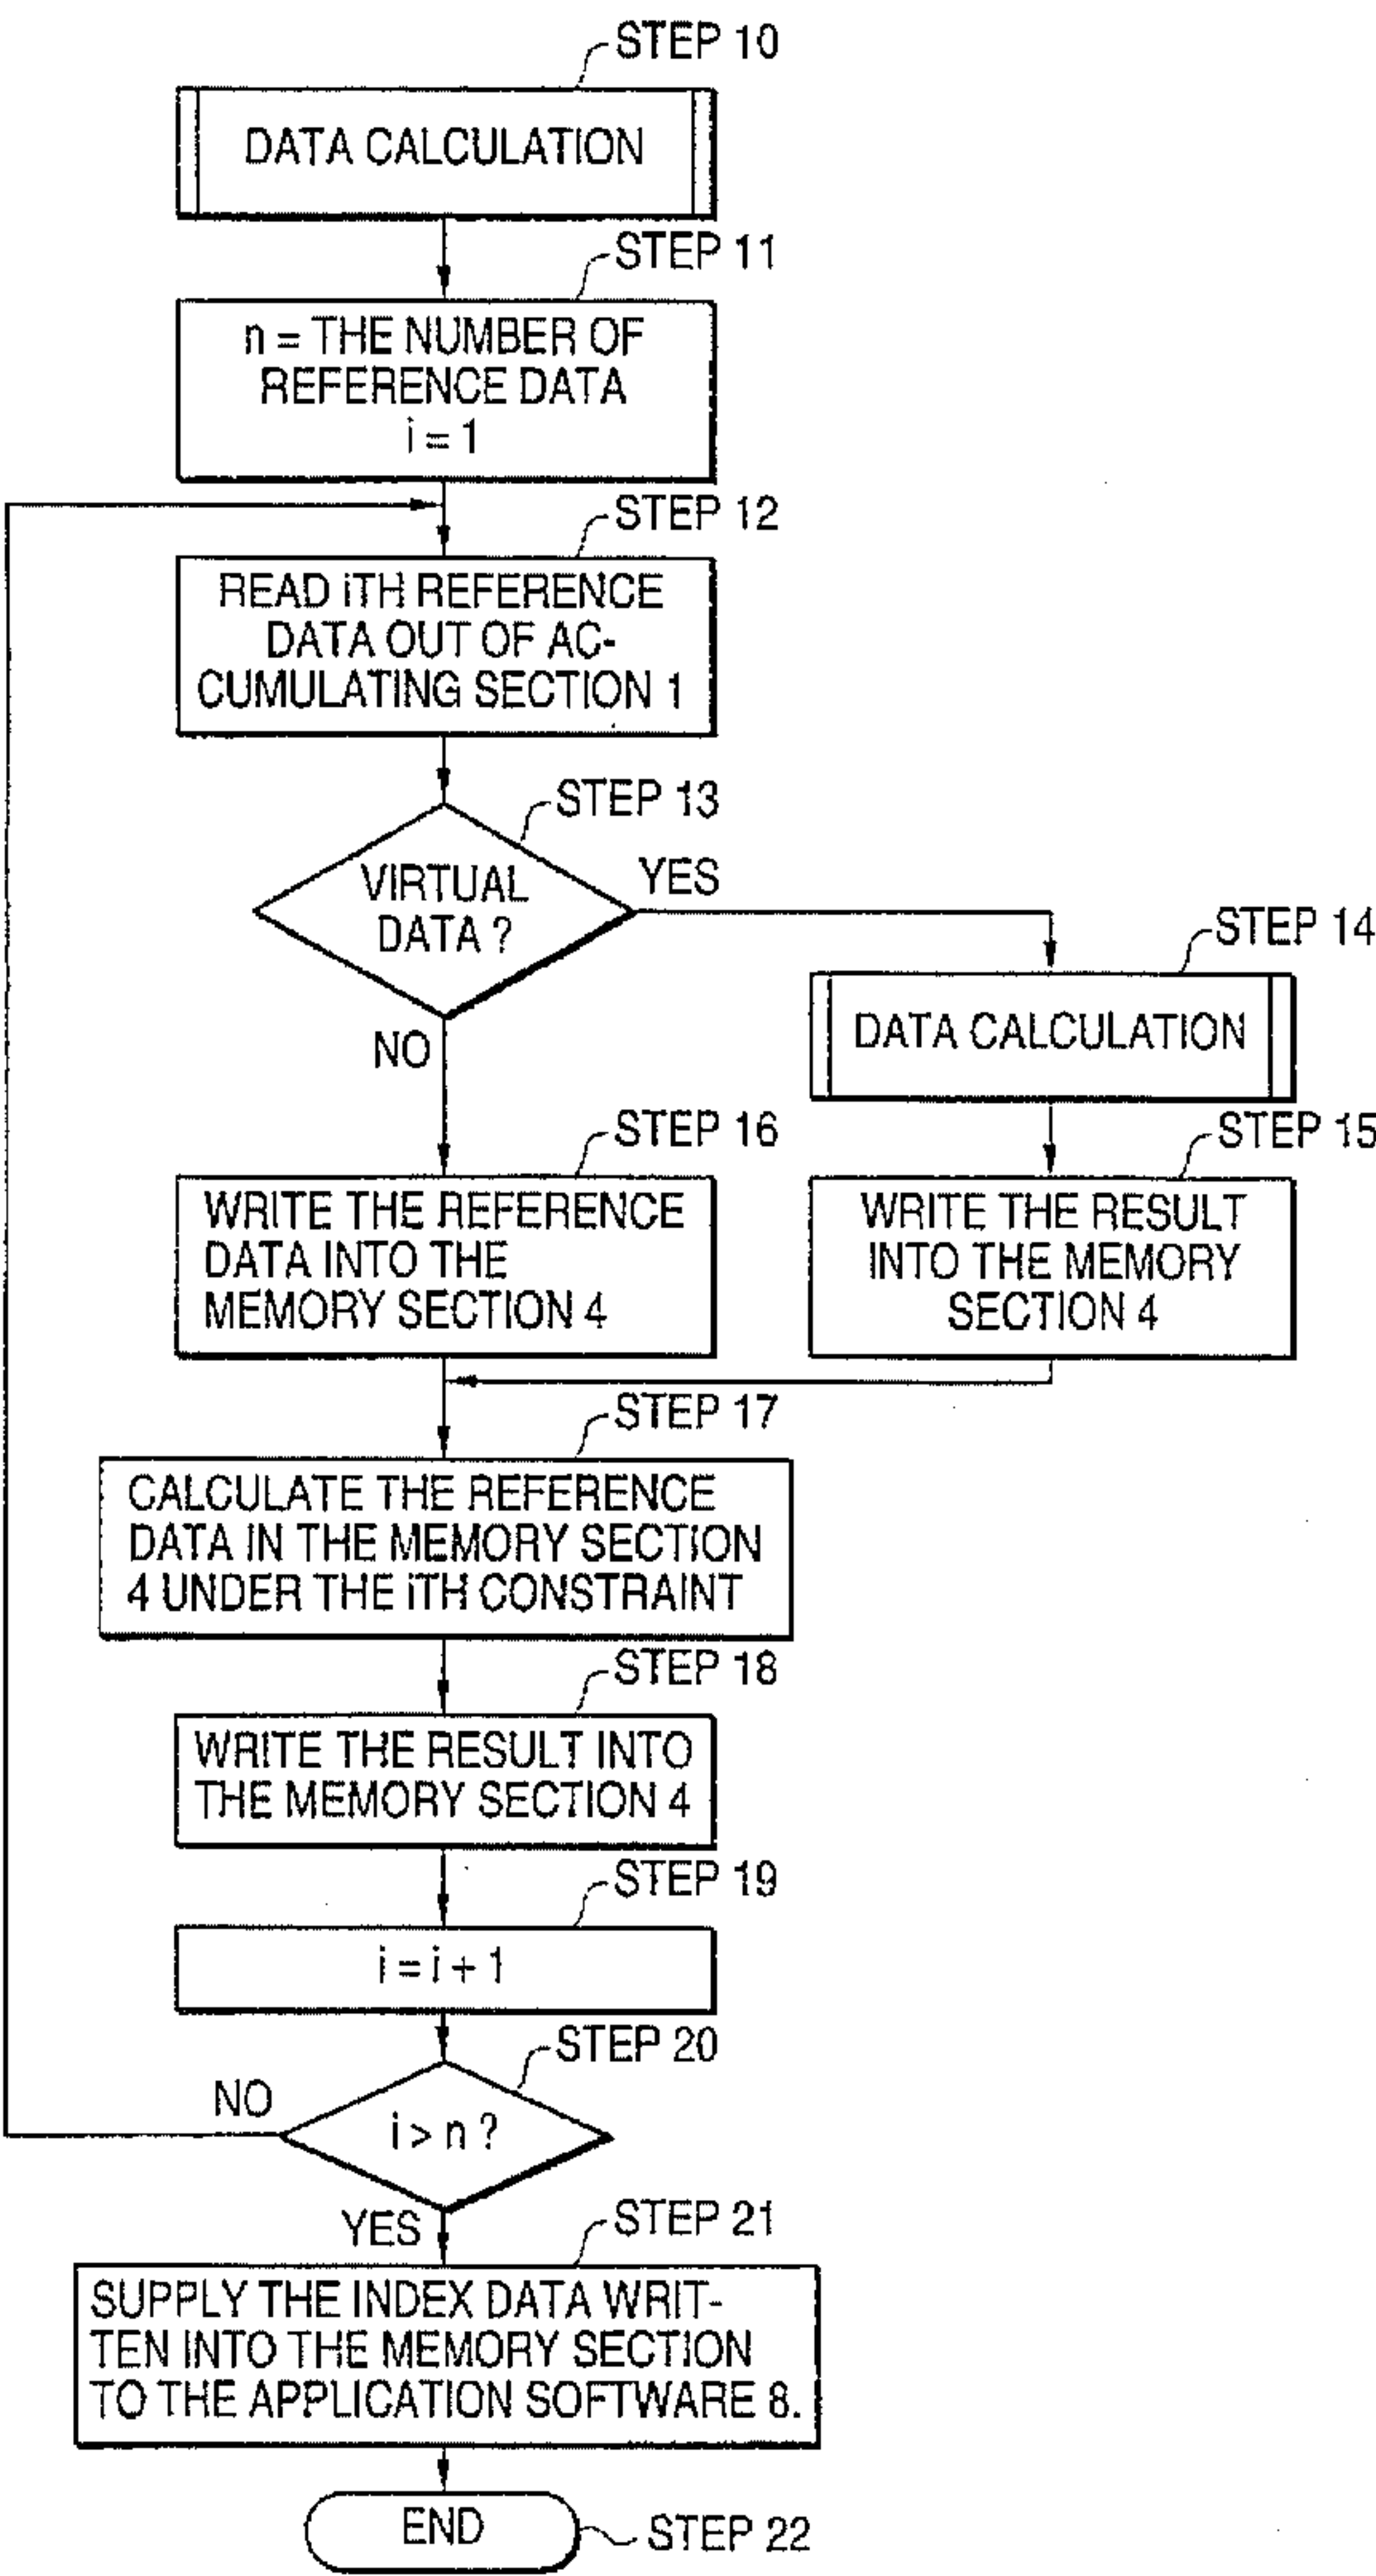 STEP 10
DATA CALCULATION
STEP 11
n = THE NUMBER OF
REFERENCE DATA
i = 1
STEP 12
READ iTH REFERENCE
DATA OUT OF AC-
CUMULATING SECTION 1
STEP 13
VIRTUAL
DATA ?
YES
NO
STEP 14
DATA CALCULATION
STEP 15
WRITE THE RESULT
INTO THE MEMORY
SECTION 4
STEP 16
WRITE THE REFERENCE
DATA INTO THE
MEMORY SECTION 4
STEP 17
CALCULATE THE REFERENCE
DATA IN THE MEMORY SECTION
4 UNDER THE iTH CONSTRAINT
STEP 18
WRITE THE RESULT INTO
THE MEMORY SECTION 4
STEP 19
i = i + 1
STEP 20
NO
i > n ?
YES
STEP 21
SUPPLY THE INDEX DATA WRIT-
TEN INTO THE MEMORY SECTION
TO THE APPLICATION SOFTWARE 8.
END
STEP 22